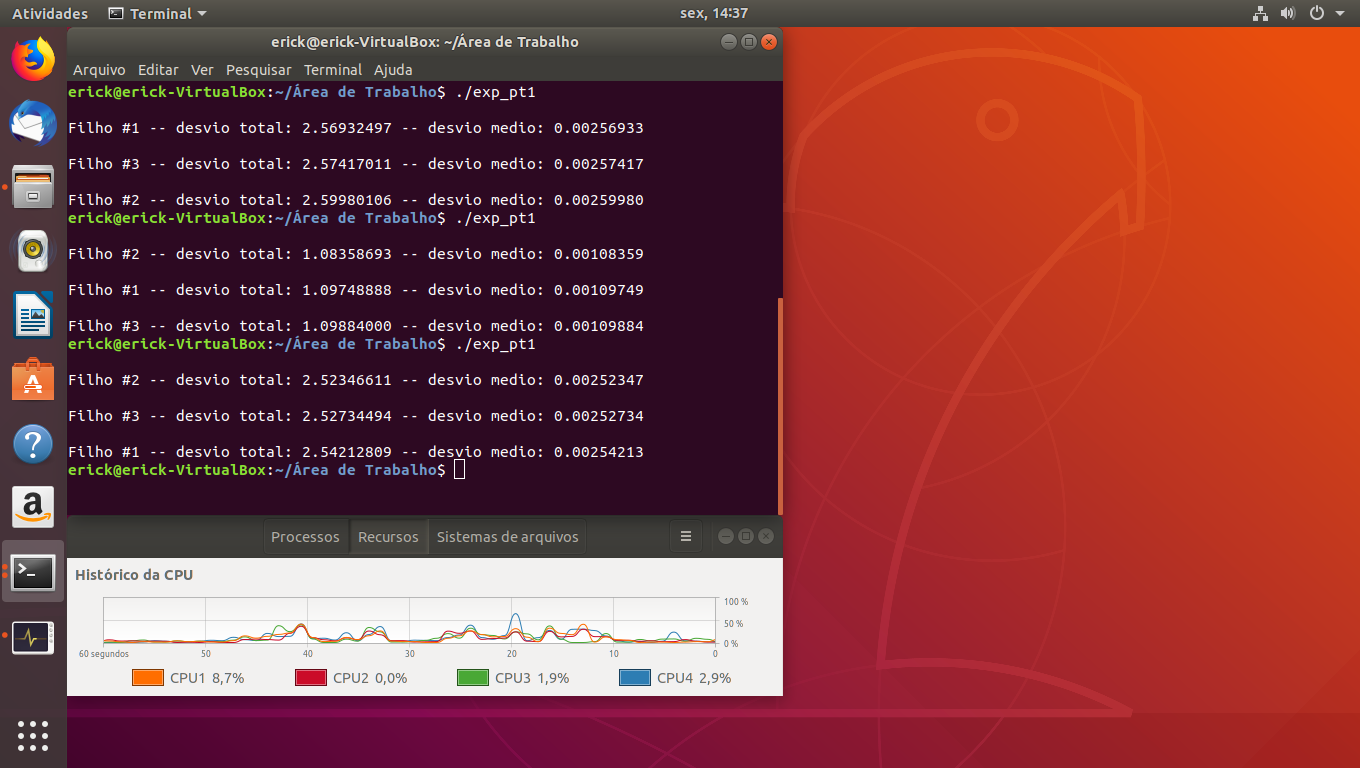 Atividades Terminal sex, 14:37
erick@erick-VirtualBox: ~/Área de Trabalho
Arquivo Editar Ver Pesquisar Terminal Ajuda
erick@erick-VirtualBox:~/Área de Trabalho$ ./exp_pt1
Filho #1 -- desvio total: 2.56932497 -- desvio medio: 0.00256933
Filho #3 -- desvio total: 2.57417011 -- desvio medio: 0.00257417
Filho #2 -- desvio total: 2.59980106 -- desvio medio: 0.00259980
erick@erick-VirtualBox:~/Área de Trabalho$ ./exp_pt1
Filho #2 -- desvio total: 1.08358693 -- desvio medio: 0.00108359
Filho #1 -- desvio total: 1.09748888 -- desvio medio: 0.00109749
Filho #3 -- desvio total: 1.09884000 -- desvio medio: 0.00109884
erick@erick-VirtualBox:~/Área de Trabalho$ ./exp_pt1
Filho #2 -- desvio total: 2.52346611 -- desvio medio: 0.00252347
Filho #3 -- desvio total: 2.52734494 -- desvio medio: 0.00252734
Filho #1 -- desvio total: 2.54212809 -- desvio medio: 0.00254213
erick@erick-VirtualBox:~/Área de Trabalho$
Processos Recursos Sistemas de arquivos
Histórico da CPU
100 %
50 %
0 %
60 segundos 50 40 30 20 10 0
CPU1 8,7% CPU2 0,0% CPU3 1,9% CPU4 2,9%